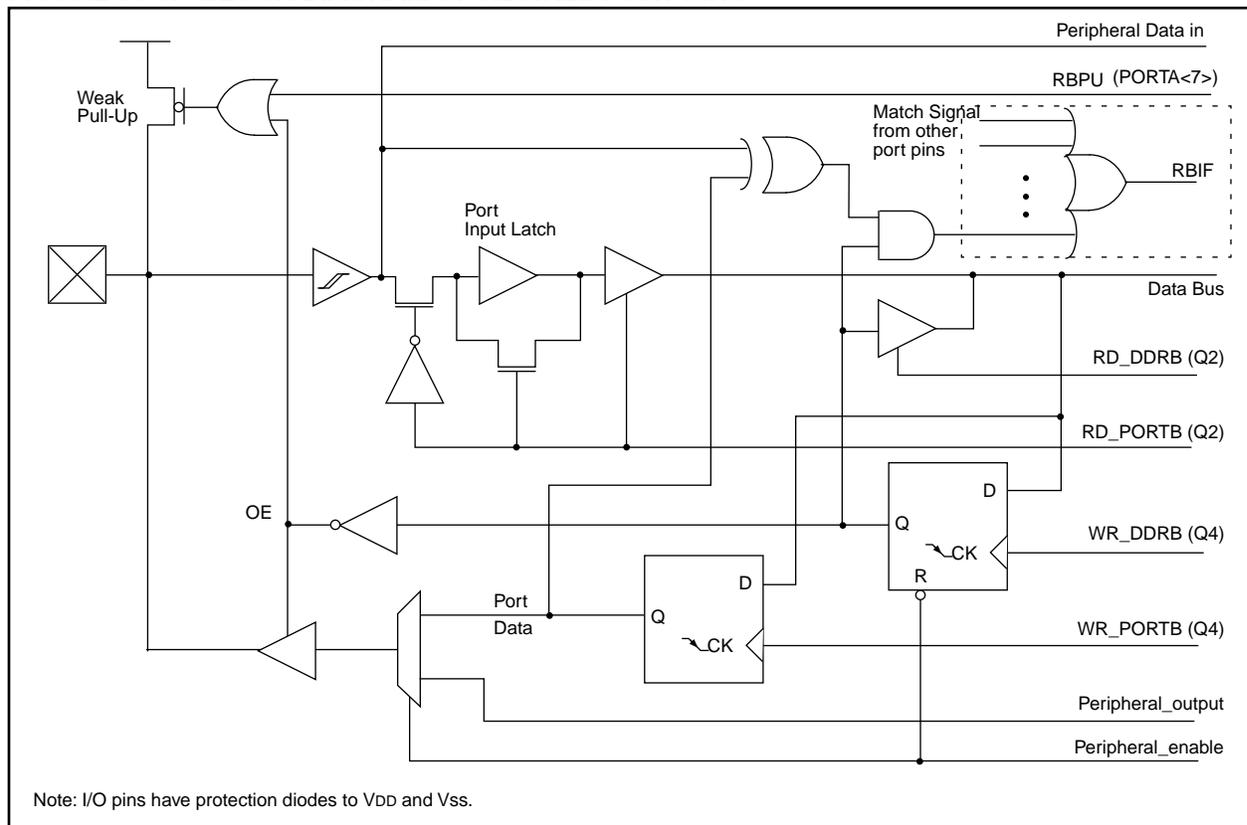 Peripheral Data in
RBPU (PORTA<7>)
Weak
Pull-Up
Match Signal
from other
port pins
RBIF
Port
Input Latch
Data Bus
RD_DDRB (Q2)
RD_PORTB (Q2)
D
OE
Q
CK
WR_DDRB (Q4)
R
D
Port
Data
Q
CK
WR_PORTB (Q4)
Peripheral_output
Peripheral_enable
Note: I/O pins have protection diodes to VDD and VSS.